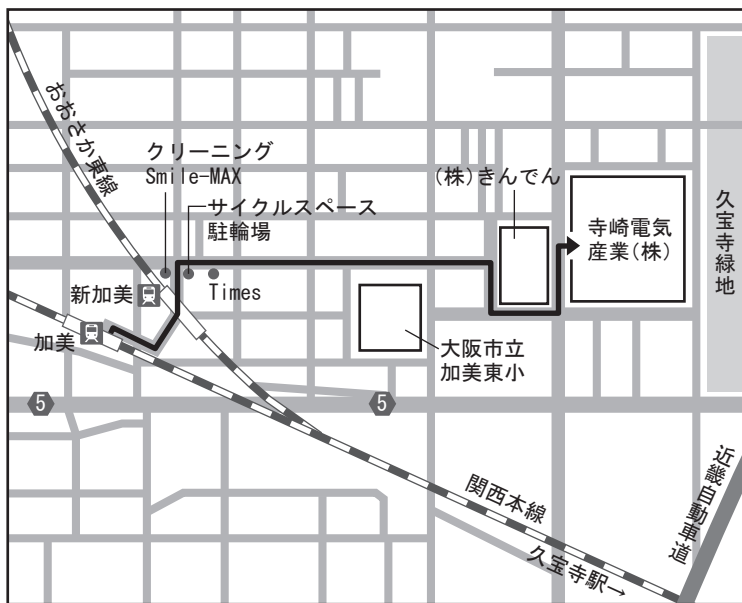 おおさか東線
クリーニング
Smile-MAX
サイクルスペース
駐輪場
(株)きんでん
寺崎電気
産業(株)
久宝寺緑地
新加美
Times
加美
大阪市立
加美東小
5
5
関西本線
久宝寺駅→
近畿自動車道